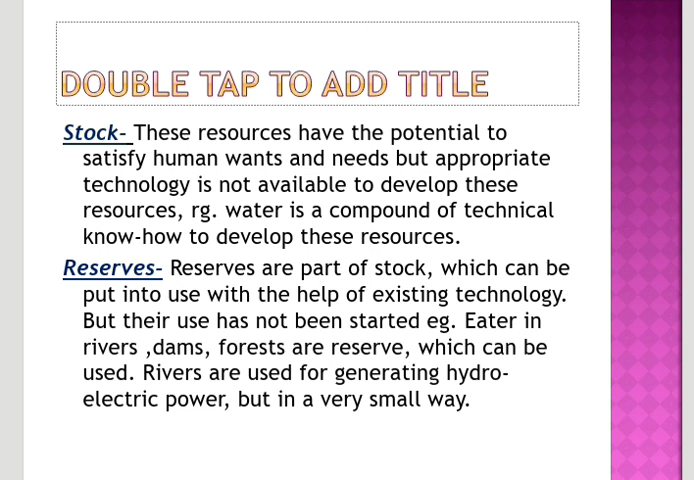 DOUBLE TAP TO ADD TITLE
Stock- These resources have the potential to
satisfy human wants and needs but appropriate
technology is not available to develop these
resources, rg. water is a compound of technical
know-how to develop these resources.
Reserves- Reserves are part of stock, which can be
put into use with the help of existing technology.
But their use has not been started eg. Eater in
rivers ,dams, forests are reserve, which can be
used. Rivers are used for generating hydro-
electric power, but in a very small way.